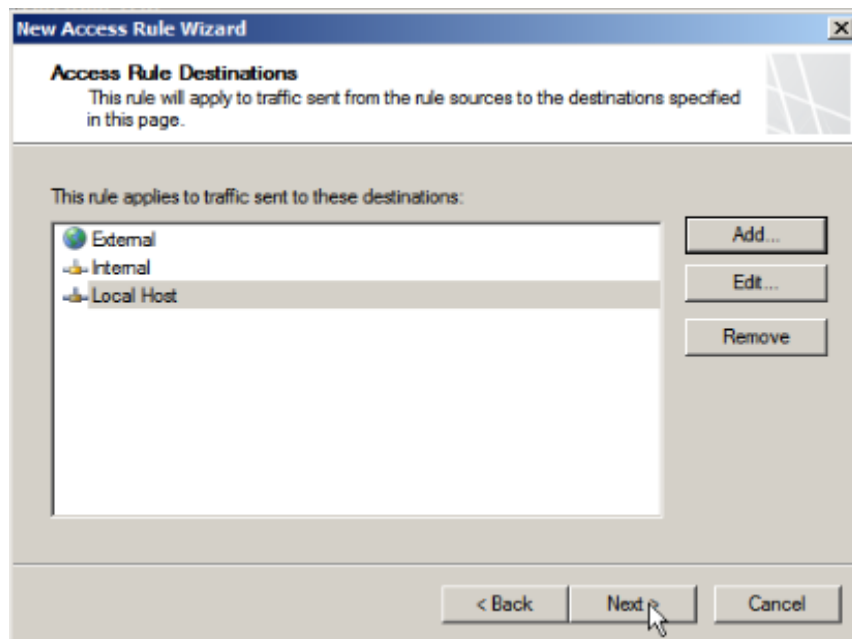 New Access Rule Wizard
Access Rule Destinations
This rule will apply to traffic sent from the rule sources to the destinations specified
in this page.
This rule applies to traffic sent to these destinations:
External
Internal
Local Host
Add...
Edit...
Remove
< Back
Next >
Cancel